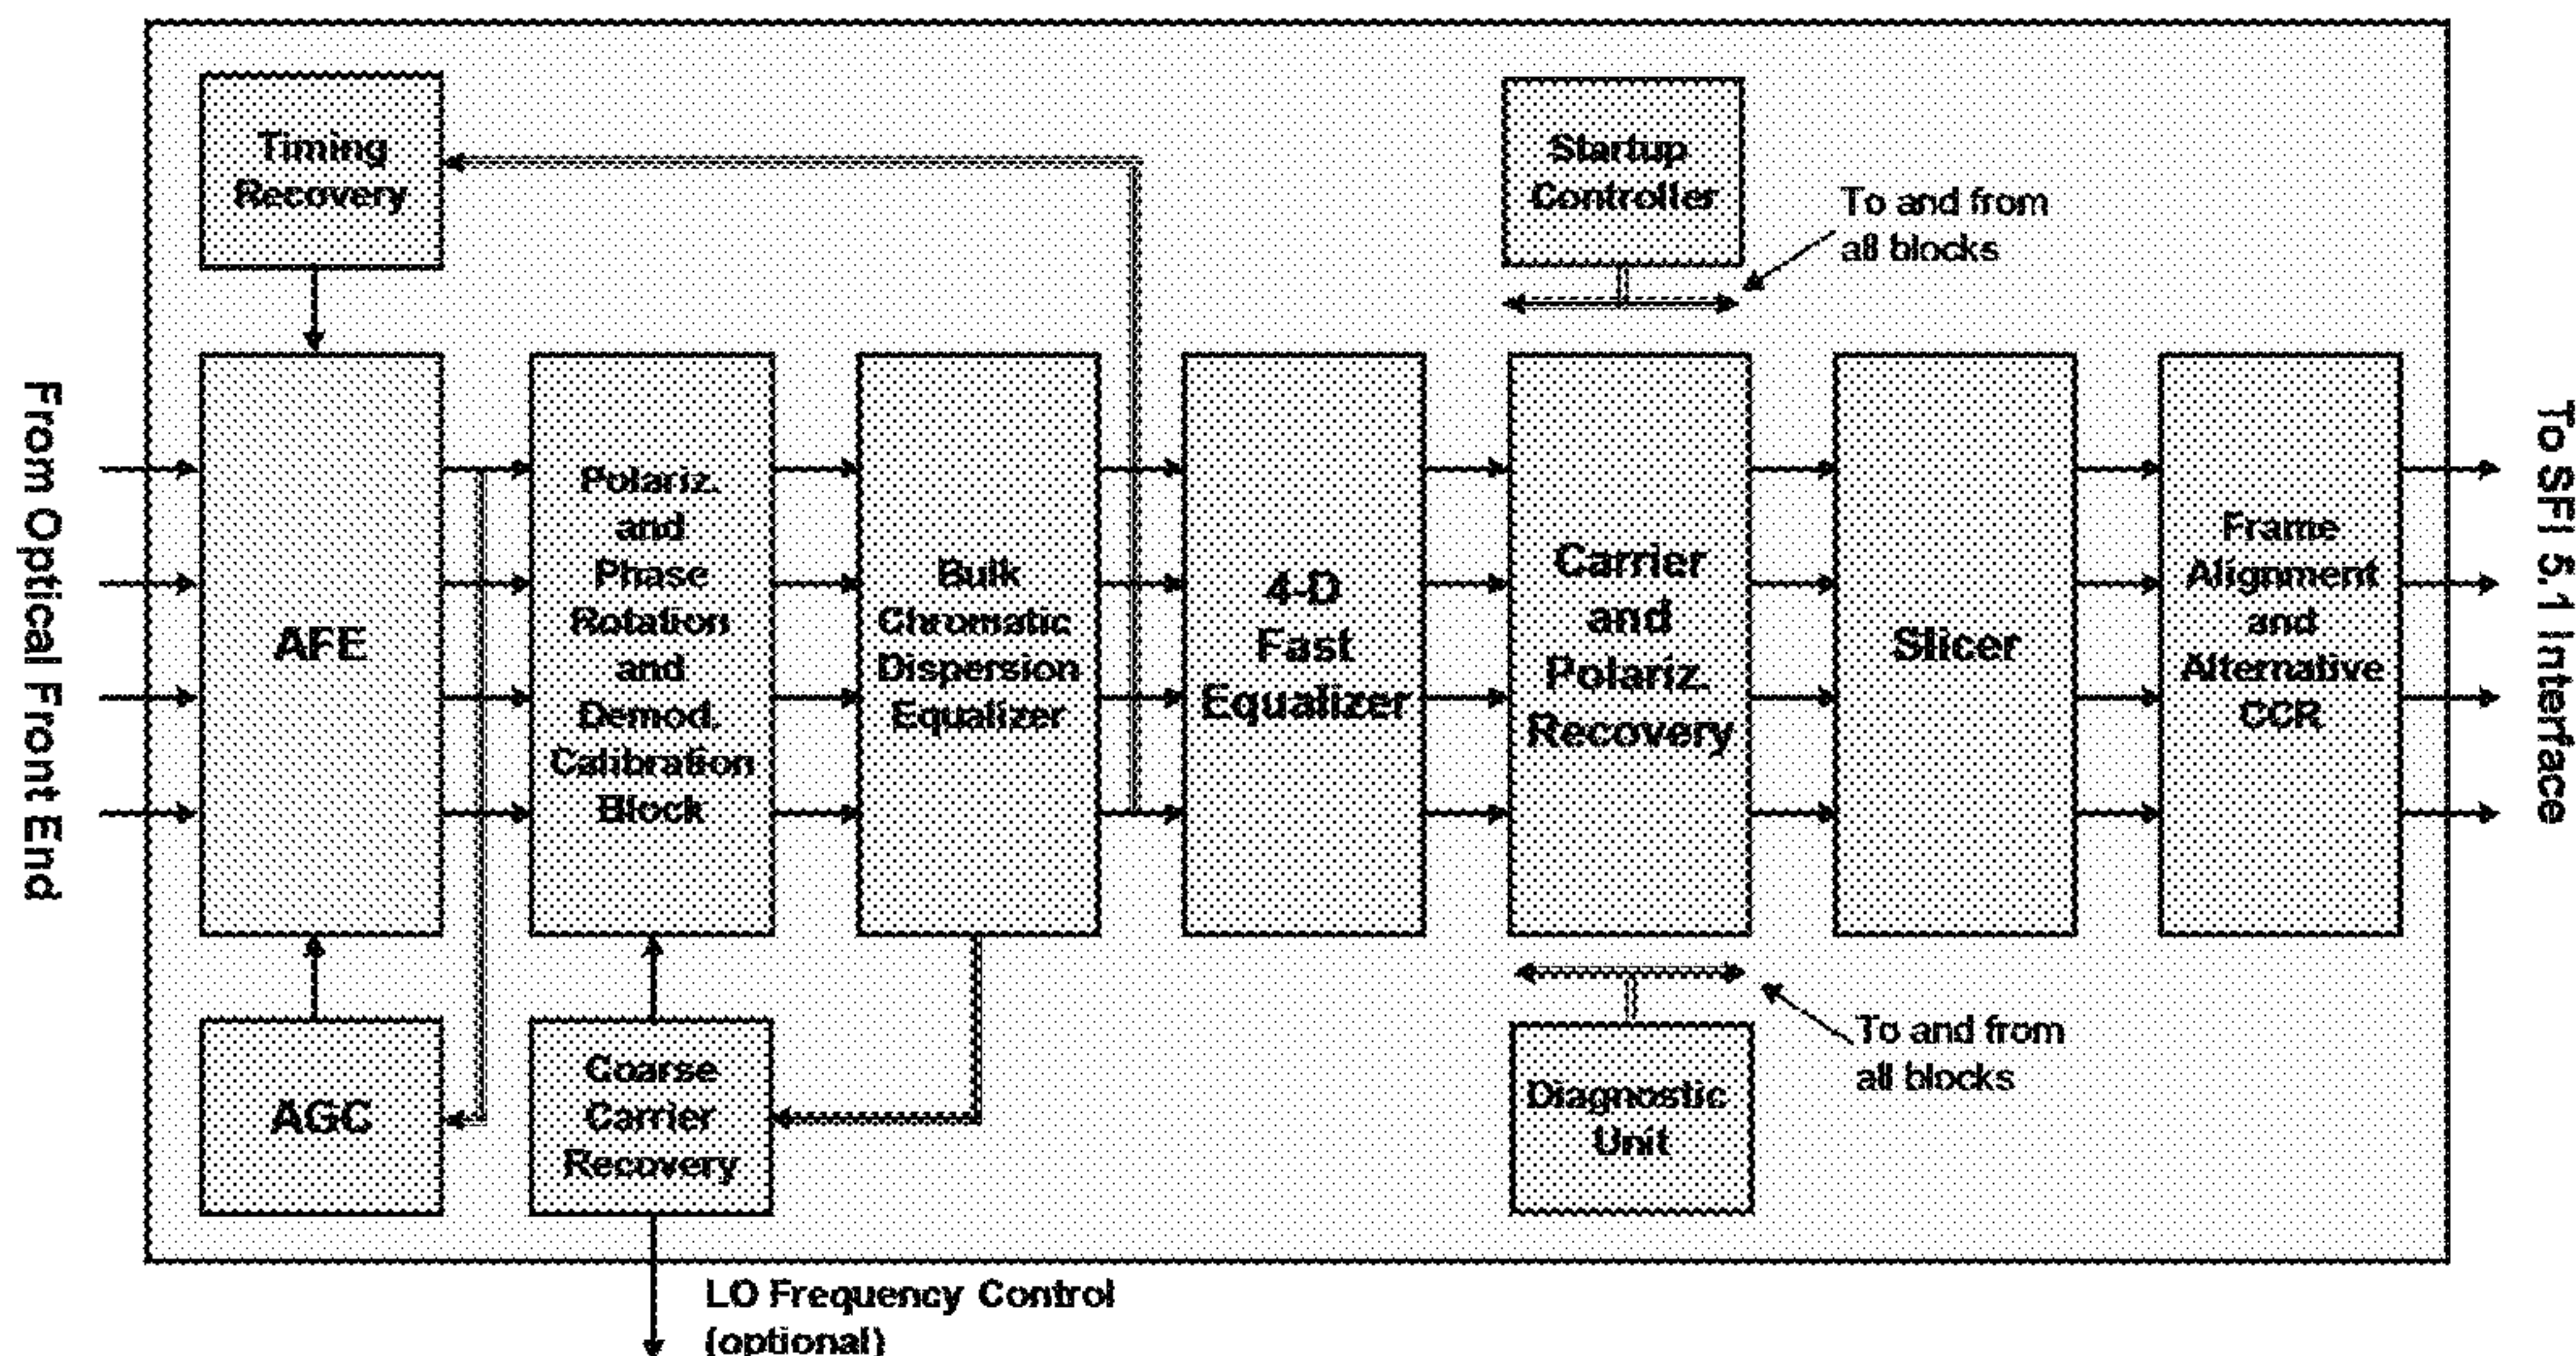 Timing
Recovery
Startup
Controller
To and from
all blocks
From Optical Front End
AFE
Polariz.
and
Phase
Rotation
and
Demod.
Calibration
Block
Bulk
Chromatic
Dispersion
Equalizer
4-D
Fast
Equalizer
Carrier
and
Polariz.
Recovery
Slicer
Frame
Alignment
and
Alternative
CCR
To SFI 5.1 Interface
AGC
Coarse
Carrier
Recovery
Diagnostic
Unit
To and from
all blocks
LO Frequency Control
(optional)